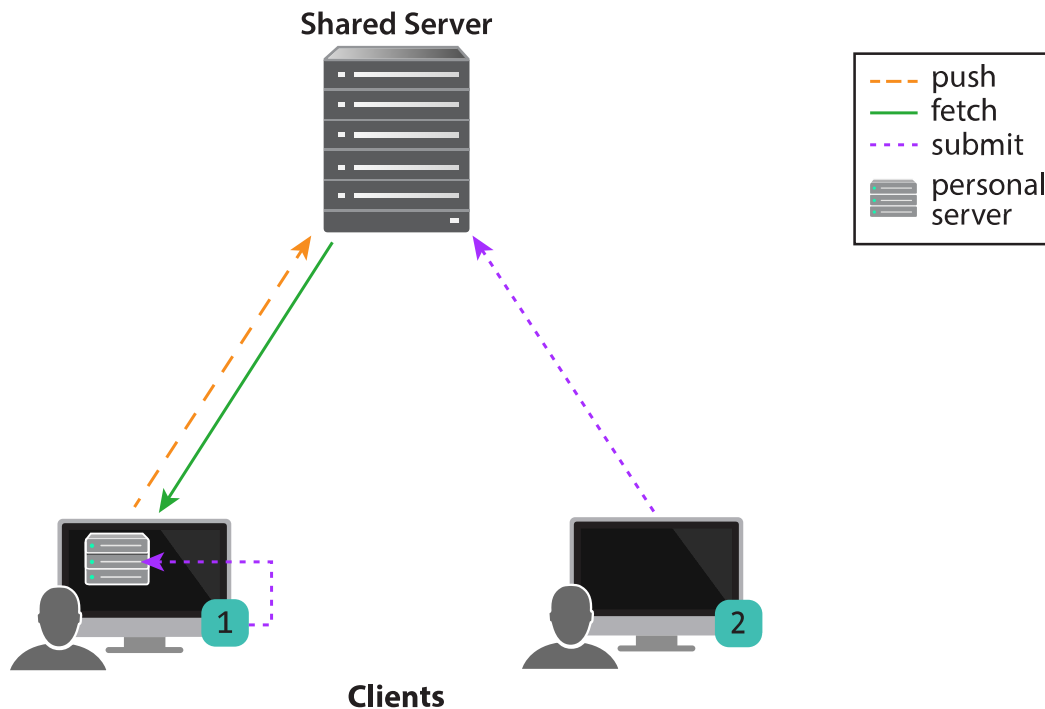 Shared Server
push
fetch
submit
personal
server
1
2
Clients